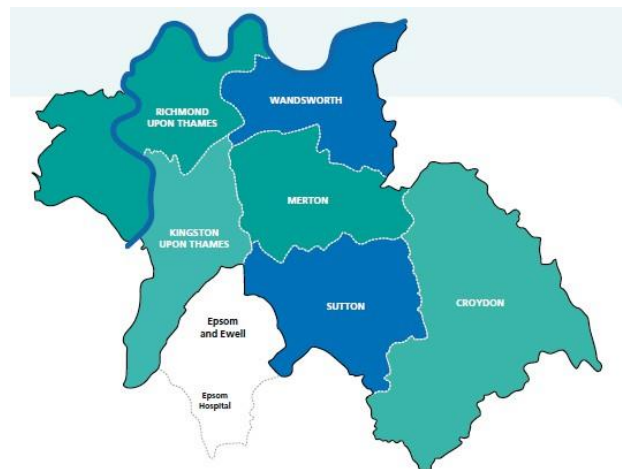 WANDSWORTH
RICHMOND
UPON THAMES
MERTON
KINGSTON
UPON THAMES
SUTTON
CROYDON
Epsom
and Ewell
Epsom
Hospital